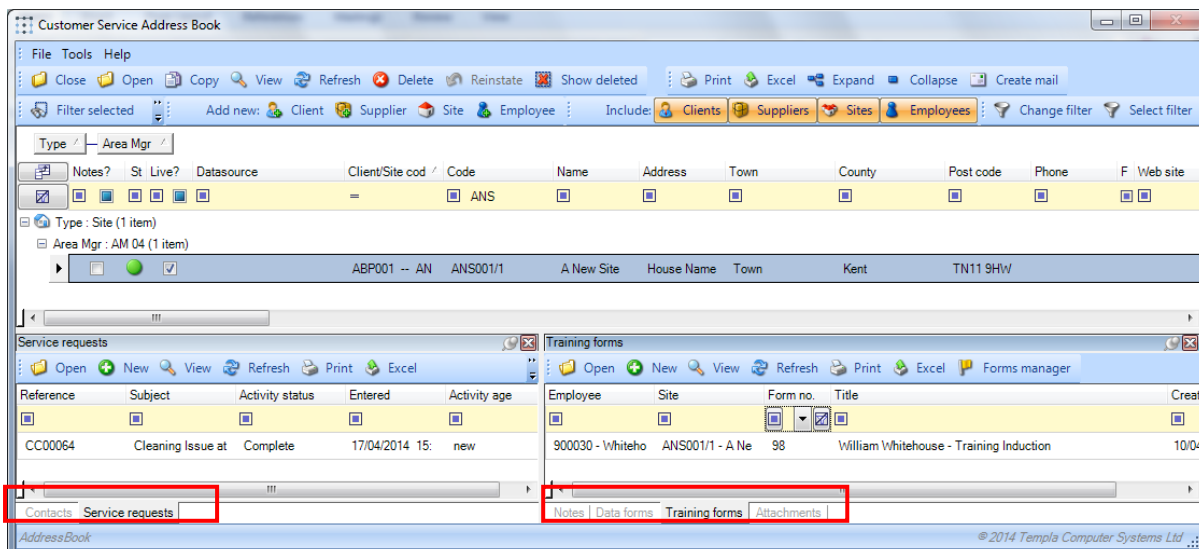 Customer Service Address Book
File Tools Help
Close Open Copy View Refresh Delete Reinstate Show deleted Print Excel Expand Collapse Create mail
Filter selected Add new: Client Supplier Site Employee Include: Clients Suppliers Sites Employees Change filter Select filter
Type Area Mgr
Notes? St Live? Datasource Client/Site cod Code Name Address Town County Post code Phone F Web site
= ANS
Type : Site (1 item)
Area Mgr : AM 04 (1 item)
ABP001 -- AN ANS001/1 A New Site House Name Town Kent TN11 9HW
Service requests Training forms
Open New View Refresh Print Excel Open New View Refresh Print Excel Forms manager
Reference Subject Activity status Entered Activity age Employee Site Form no. Title Creat
CC00064 Cleaning Issue at Complete 17/04/2014 15: new 900030 - Whiteho ANS001/1 - A Ne 98 William Whitehouse - Training Induction 10/04
Contacts Service requests Notes Data forms Training forms Attachments
AddressBook © 2014 Templa Computer Systems Ltd